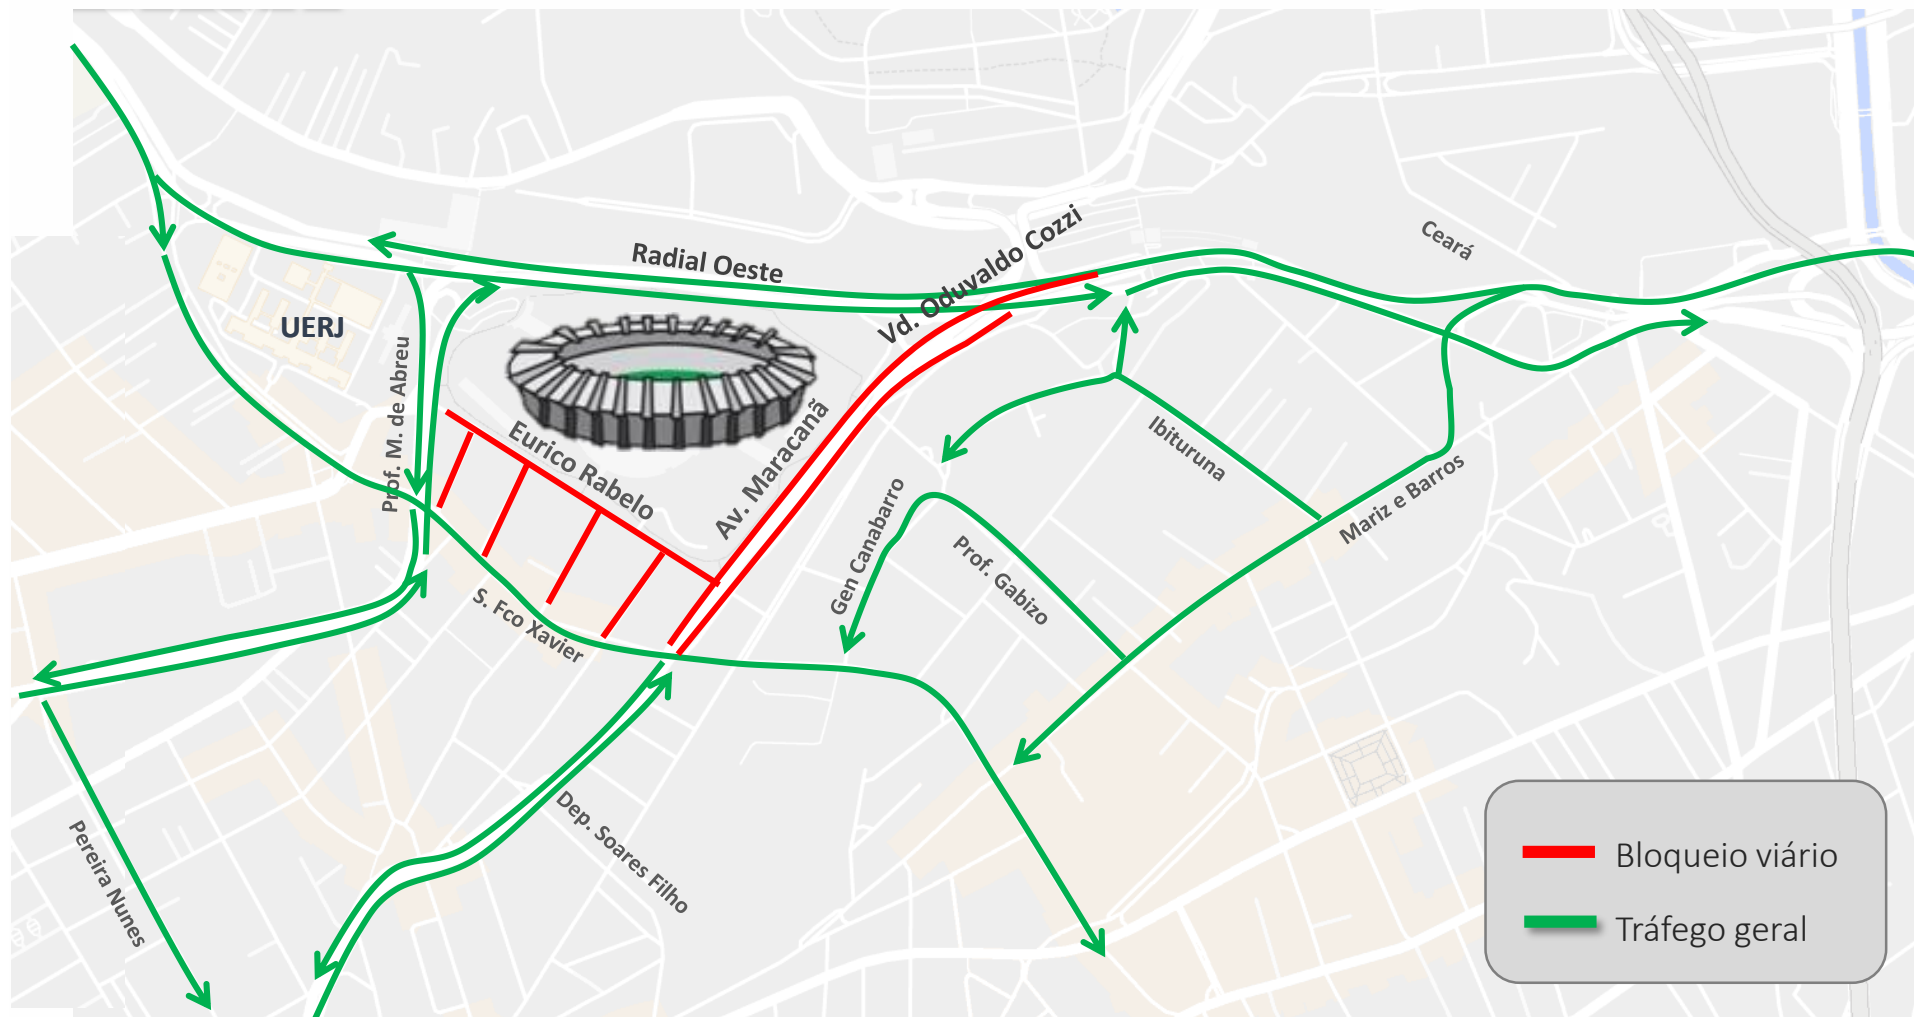 Ceará
Radial Oeste
Vd. Oduvaldo Cozzi
UERJ
Prof. M. de Abreu
Eurico Rabelo
Av. Maracanã
Ibituruna
Mariz e Barros
Gen Canabarro
Prof. Gabizo
S. Fco Xavier
Dep. Soares Filho
Pereira Nunes
Bloqueio viário
Tráfego geral